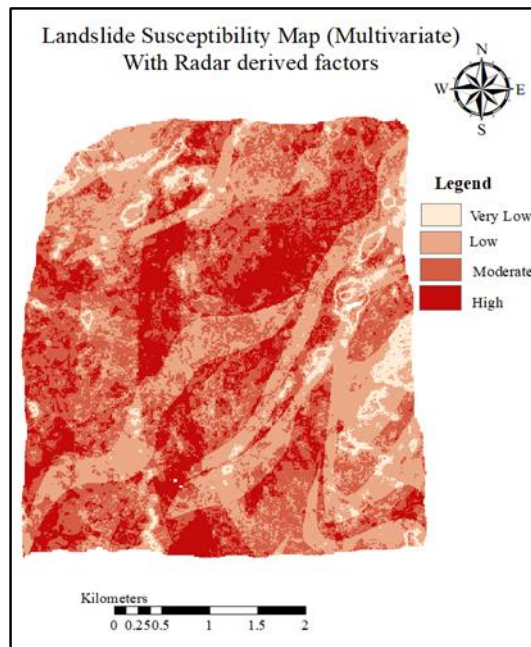 Landslide Susceptibility Map (Multivariate)
With Radar derived factors
N
W E
S
Legend
Very Low
Low
Moderate
High
Kilometers
0 0.250.5 1 1.5 2